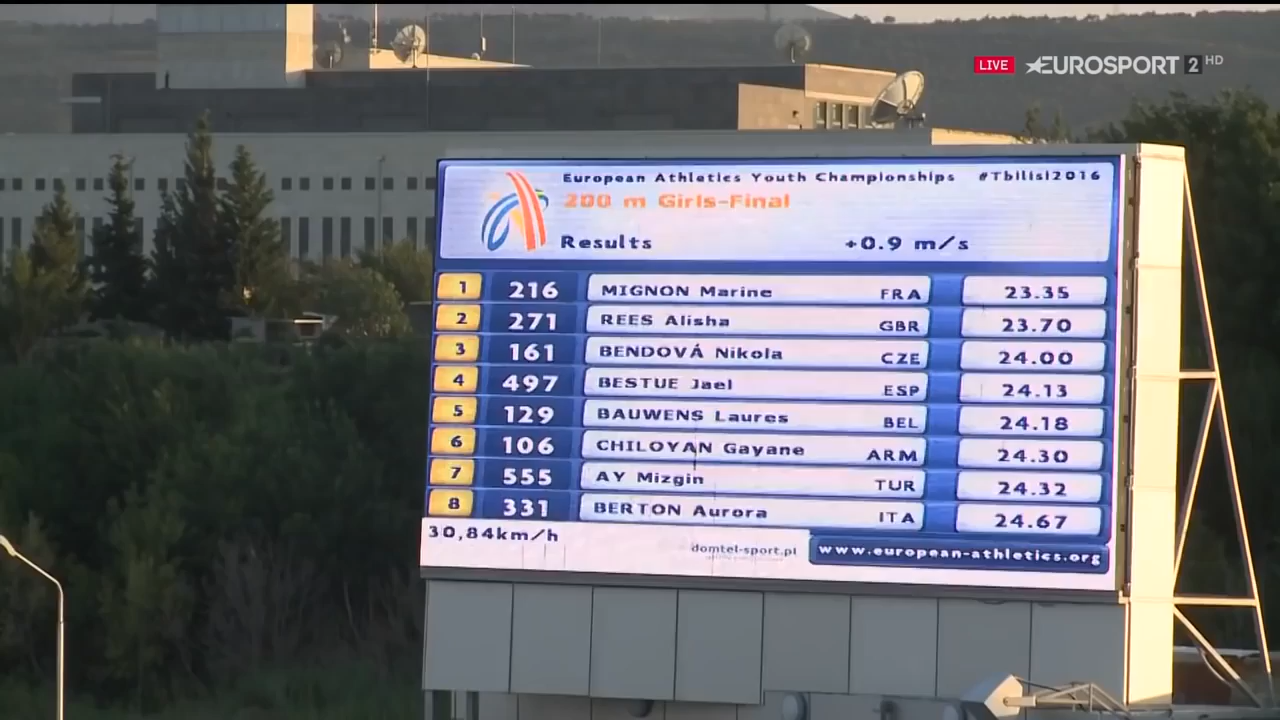 LIVE EUROSPORT 2 HD
European Athletics Youth Championships #Tbilisi2016
200 m Girls-Final
Results +0.9 m/s
1 216 MIGNON Marine FRA 23.35
2 271 REES Alisha GBR 23.70
3 161 BENDOVÁ Nikola CZE 24.00
4 497 BESTUE Jael ESP 24.13
5 129 BAUWENS Laures BEL 24.18
6 106 CHILOYAN Gayane ARM 24.30
7 555 AY Mizgin TUR 24.32
8 331 BERTON Aurora ITA 24.67
30,84km/h
domtel-sport.pl
www.european-athletics.org